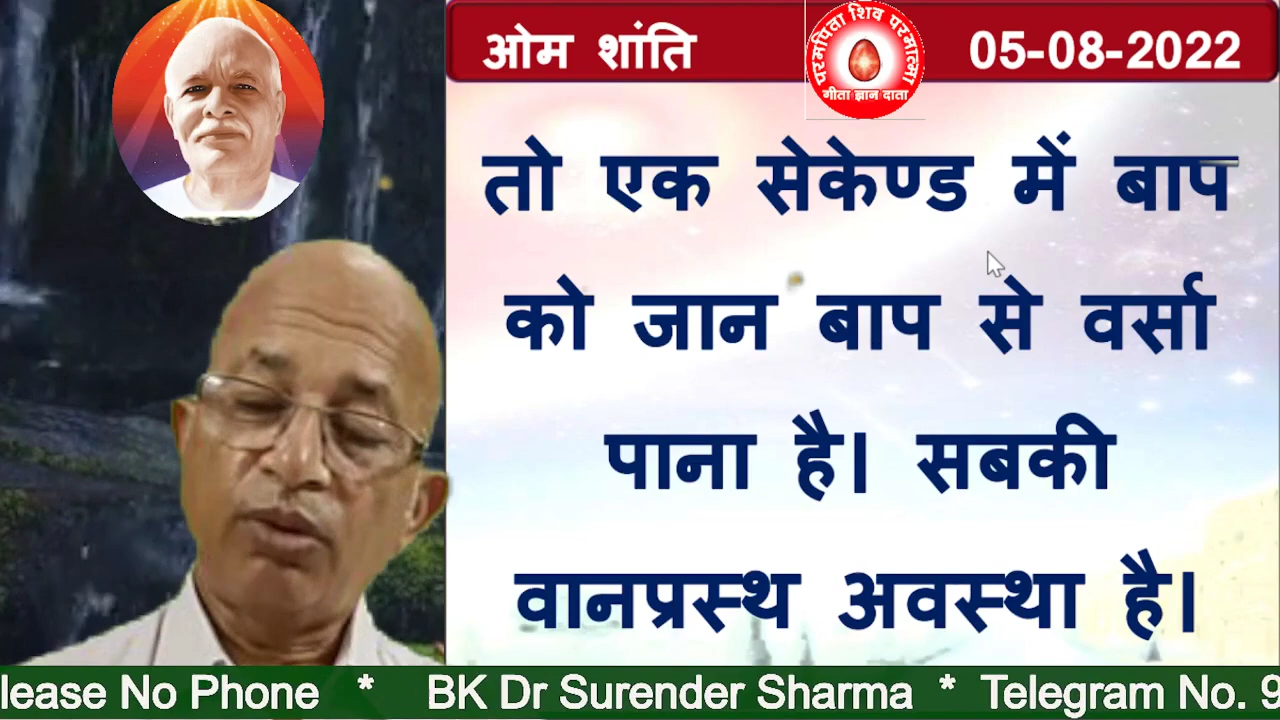 ओम शांति
परमपिता शिव परमात्मा
गीता ज्ञान दाता
05-08-2022
तो एक सेकेण्ड में बाप
को जान बाप से वर्सा
पाना है। सबकी
वानप्रस्थ अवस्था है।
lease No Phone * BK Dr Surender Sharma * Telegram No. 9